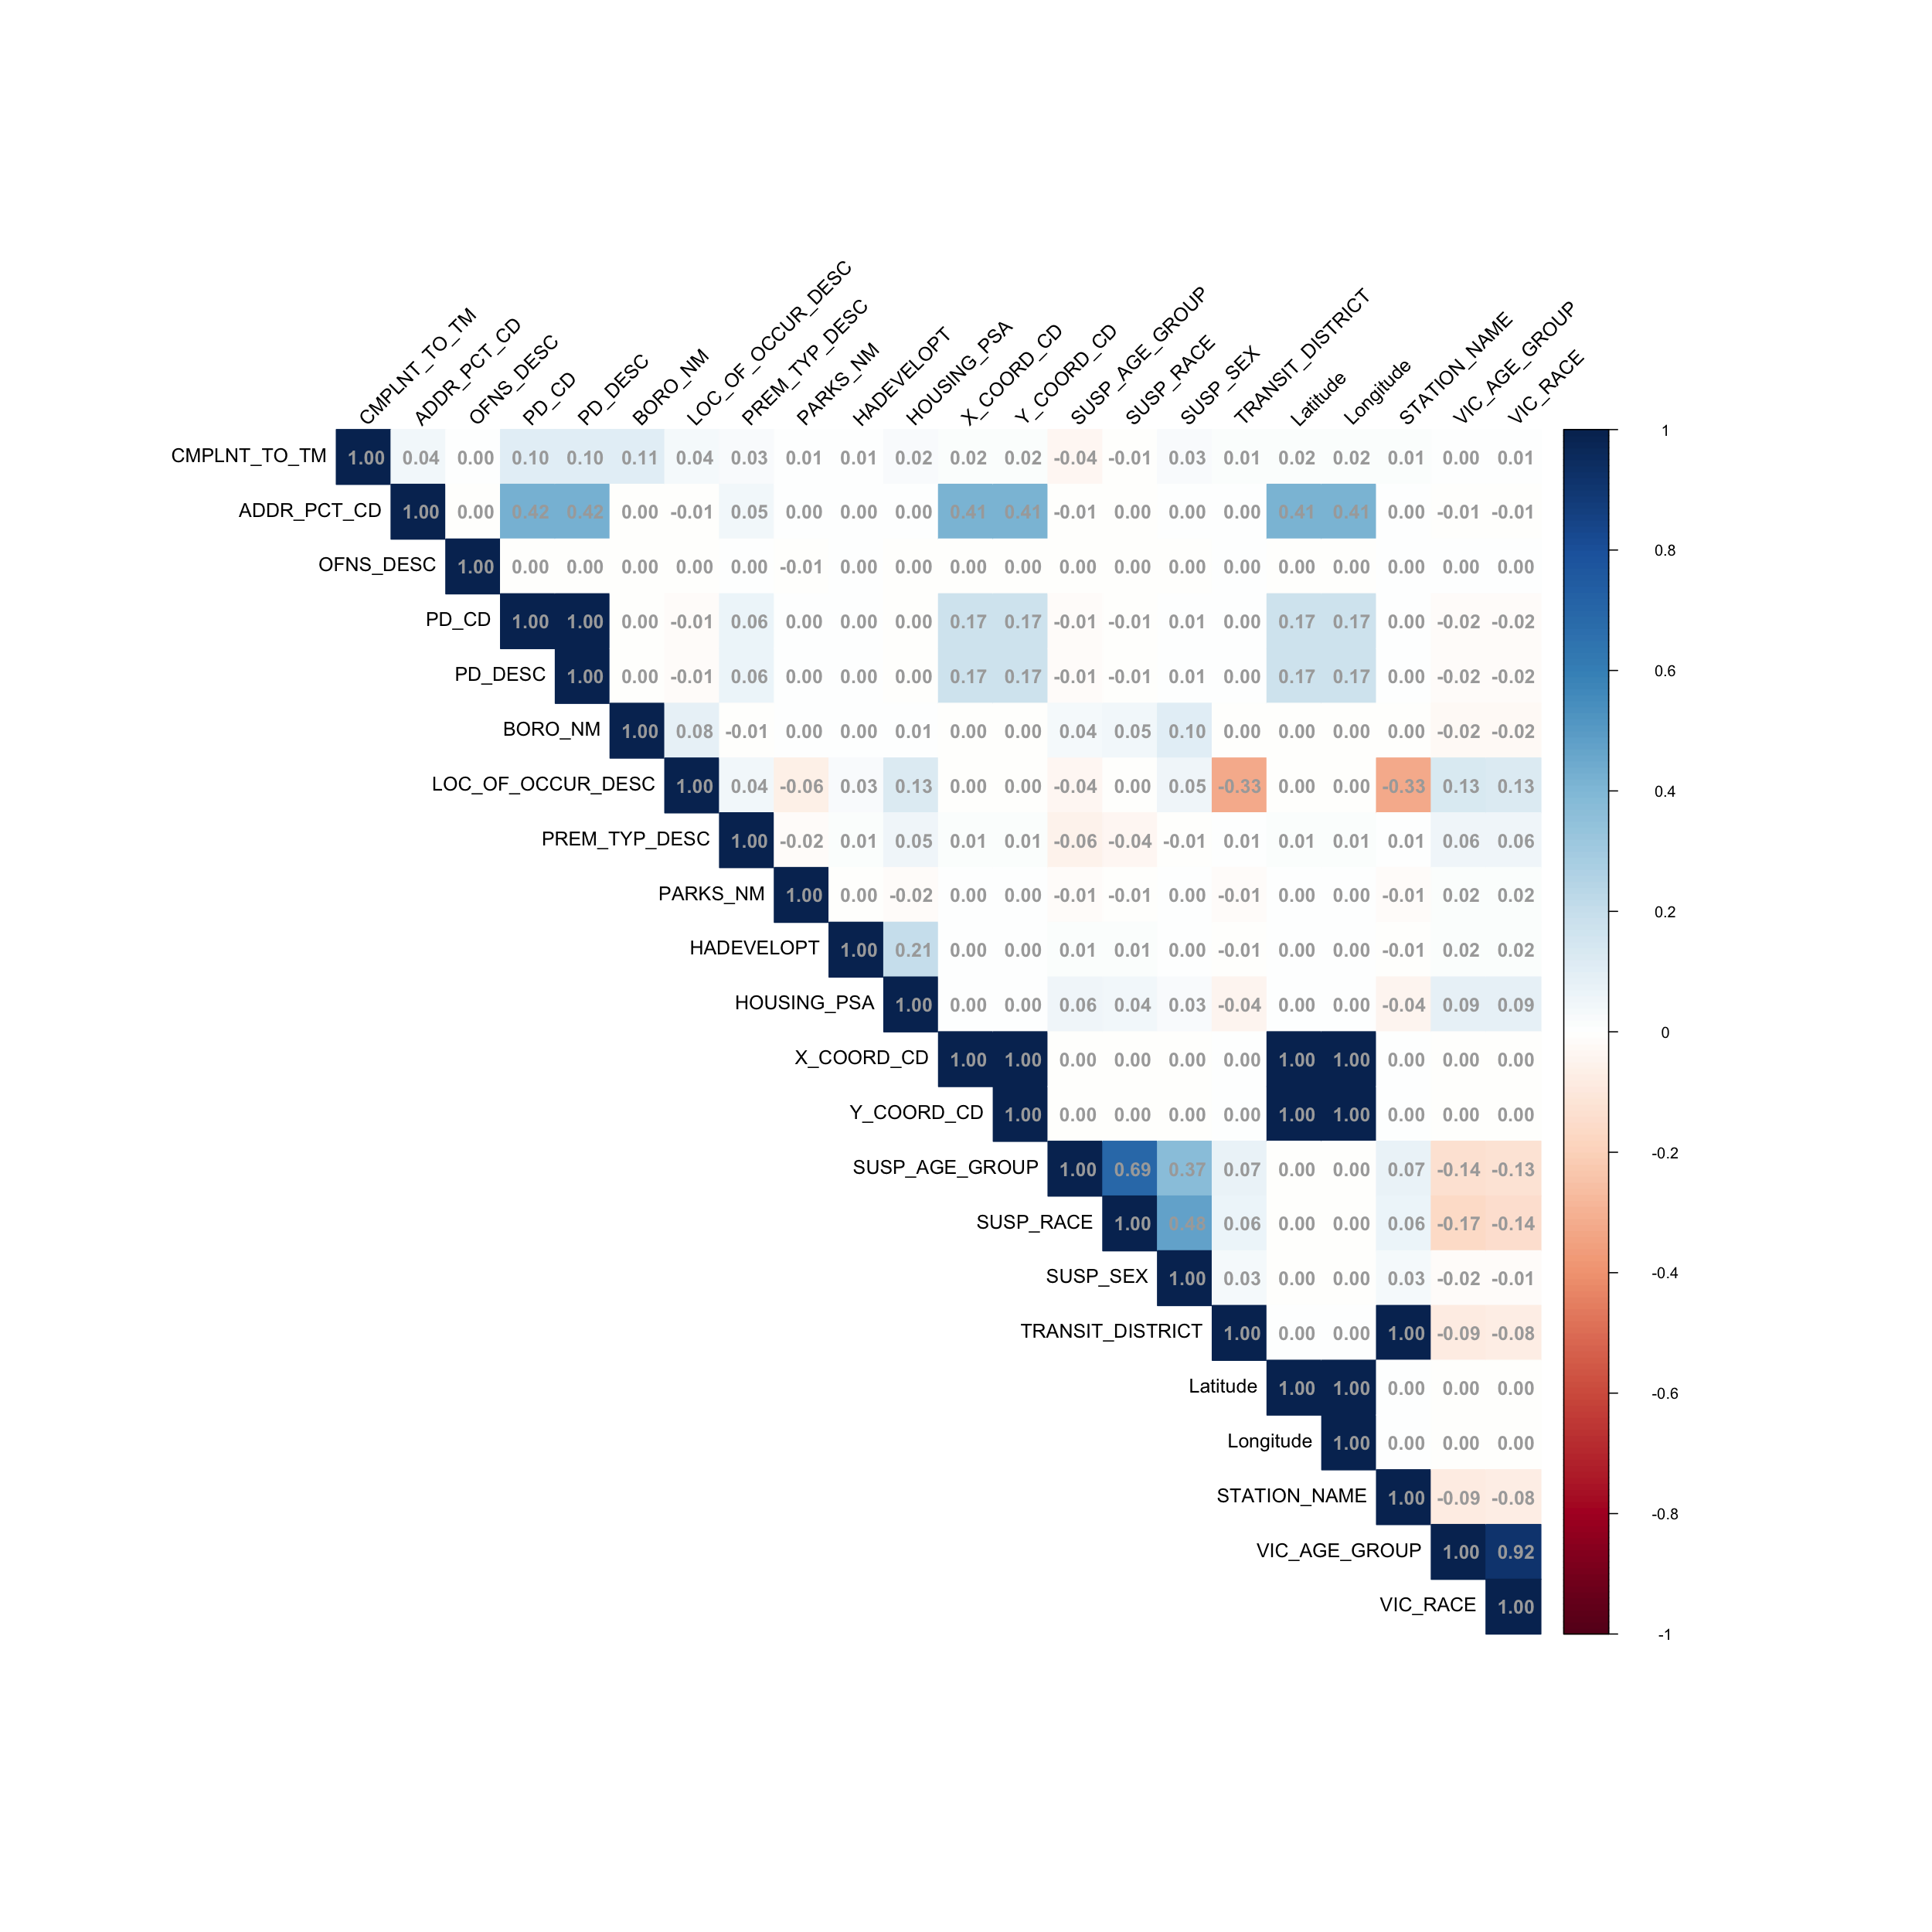 CMPLNT_TO_TM
ADDR_PCT_CD
OFNS_DESC
PD_CD
PD_DESC
BORO_NM
LOC_OF_OCCUR_DESC
PREM_TYP_DESC
PARKS_NM
HADEVELOPT
HOUSING_PSA
X_COORD_CD
Y_COORD_CD
SUSP_AGE_GROUP
SUSP_RACE
SUSP_SEX
TRANSIT_DISTRICT
Latitude
Longitude
STATION_NAME
VIC_AGE_GROUP
VIC_RACE
CMPLNT_TO_TM 1.00 0.04 0.00 0.10 0.10 0.11 0.04 0.03 0.01 0.01 0.02 0.02 0.02 -0.04 -0.01 0.03 0.01 0.02 0.02 0.01 0.00 0.01
ADDR_PCT_CD 1.00 0.00 0.42 0.42 0.00 -0.01 0.05 0.00 0.00 0.00 0.41 0.41 -0.01 0.00 0.00 0.00 0.41 0.41 0.00 -0.01 -0.01
OFNS_DESC 1.00 0.00 0.00 0.00 0.00 0.00 -0.01 0.00 0.00 0.00 0.00 0.00 0.00 0.00 0.00 0.00 0.00 0.00 0.00 0.00
PD_CD 1.00 1.00 0.00 -0.01 0.06 0.00 0.00 0.00 0.17 0.17 -0.01 -0.01 0.01 0.00 0.17 0.17 0.00 -0.02 -0.02
PD_DESC 1.00 0.00 -0.01 0.06 0.00 0.00 0.00 0.17 0.17 -0.01 -0.01 0.01 0.00 0.17 0.17 0.00 -0.02 -0.02
BORO_NM 1.00 0.08 -0.01 0.00 0.00 0.01 0.00 0.00 0.04 0.05 0.10 0.00 0.00 0.00 0.00 -0.02 -0.02
LOC_OF_OCCUR_DESC 1.00 0.04 -0.06 0.03 0.13 0.00 0.00 -0.04 0.00 0.05 -0.33 0.00 0.00 -0.33 0.13 0.13
PREM_TYP_DESC 1.00 -0.02 0.01 0.05 0.01 0.01 -0.06 -0.04 -0.01 0.01 0.01 0.01 0.01 0.06 0.06
PARKS_NM 1.00 0.00 -0.02 0.00 0.00 -0.01 -0.01 0.00 -0.01 0.00 0.00 -0.01 0.02 0.02
HADEVELOPT 1.00 0.21 0.00 0.00 0.01 0.01 0.00 -0.01 0.00 0.00 -0.01 0.02 0.02
HOUSING_PSA 1.00 0.00 0.00 0.06 0.04 0.03 -0.04 0.00 0.00 -0.04 0.09 0.09
X_COORD_CD 1.00 1.00 0.00 0.00 0.00 0.00 1.00 1.00 0.00 0.00 0.00
Y_COORD_CD 1.00 0.00 0.00 0.00 0.00 1.00 1.00 0.00 0.00 0.00
SUSP_AGE_GROUP 1.00 0.69 0.37 0.07 0.00 0.00 0.07 -0.14 -0.13
SUSP_RACE 1.00 0.48 0.06 0.00 0.00 0.06 -0.17 -0.14
SUSP_SEX 1.00 0.03 0.00 0.00 0.03 -0.02 -0.01
TRANSIT_DISTRICT 1.00 0.00 0.00 1.00 -0.09 -0.08
Latitude 1.00 1.00 0.00 0.00 0.00
Longitude 1.00 0.00 0.00 0.00
STATION_NAME 1.00 -0.09 -0.08
VIC_AGE_GROUP 1.00 0.92
VIC_RACE 1.00
1
0.8
0.6
0.4
0.2
0
-0.2
-0.4
-0.6
-0.8
-1